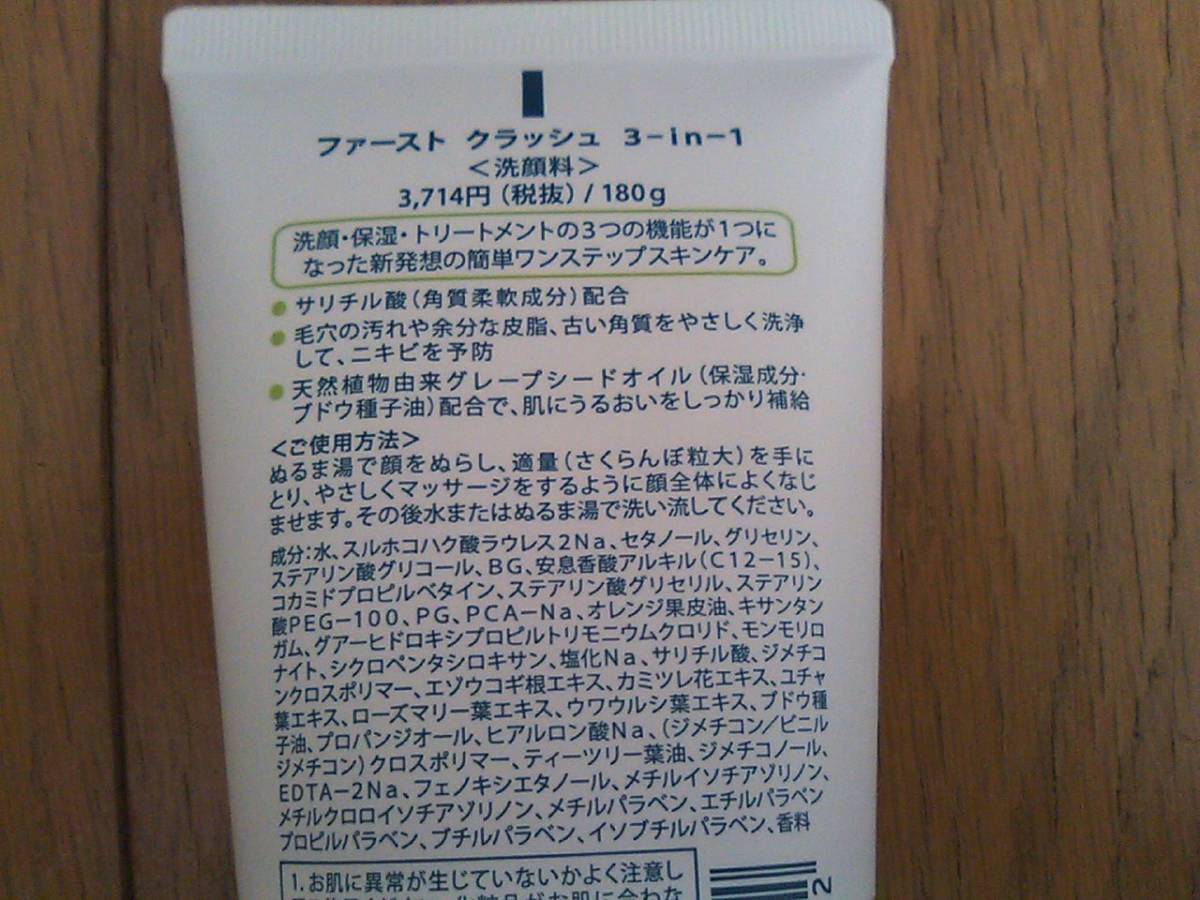 ファースト クラッシュ 3-in-1
<洗顔料>
3,714円(税抜)/180g
洗顔・保湿・トリートメントの3つの機能が1つに
なった新発想の簡単ワンステップスキンケア。
●サリチル酸(角質柔軟成分)配合
●毛穴の汚れや余分な皮脂、古い角質をやさしく洗浄
して、ニキビを予防
●天然植物由来グレープシードオイル(保湿成分・
ブドウ種子油)配合で、肌にうるおいをしっかり補給
<ご使用方法>
ぬるま湯で顔をぬらし、適量(さくらんぼ粒大)を手に
とり、やさしくマッサージをするように顔全体によくなじ
ませます。その後水またはぬるま湯で洗い流してください。
成分:水、スルホコハク酸ラウレス2Na、セタノール、グリセリン、
ステアリン酸グリコール、BG、安息香酸アルキル(C12-15)、
コカミドプロピルベタイン、ステアリン酸グリセリル、ステアリン
酸PEG-100、PG、PCA-Na、オレンジ果皮油、キサンタン
ガム、グアーヒドロキシプロピルトリモニウムクロリド、モンモリロ
ナイト、シクロペンタシロキサン、塩化Na、サリチル酸、ジメチコ
ンクロスポリマー、エゾウコギ根エキス、カミツレ花エキス、ユチャ
葉エキス、ローズマリー葉エキス、ウワウルシ葉エキス、ブドウ種
子油、プロパンジオール、ヒアルロン酸Na、(ジメチコン/ビニル
ジメチコン)クロスポリマー、ティーツリー葉油、ジメチコノール、
EDTA-2Na、フェノキシエタノール、メチルイソチアゾリノン、
メチルクロロイソチアゾリノン、メチルパラベン、エチルパラベン
プロピルパラベン、ブチルパラベン、イソブチルパラベン、香料
1.お肌に異常が生じていないかよく注意し
化粧品がお肌に合わな
2